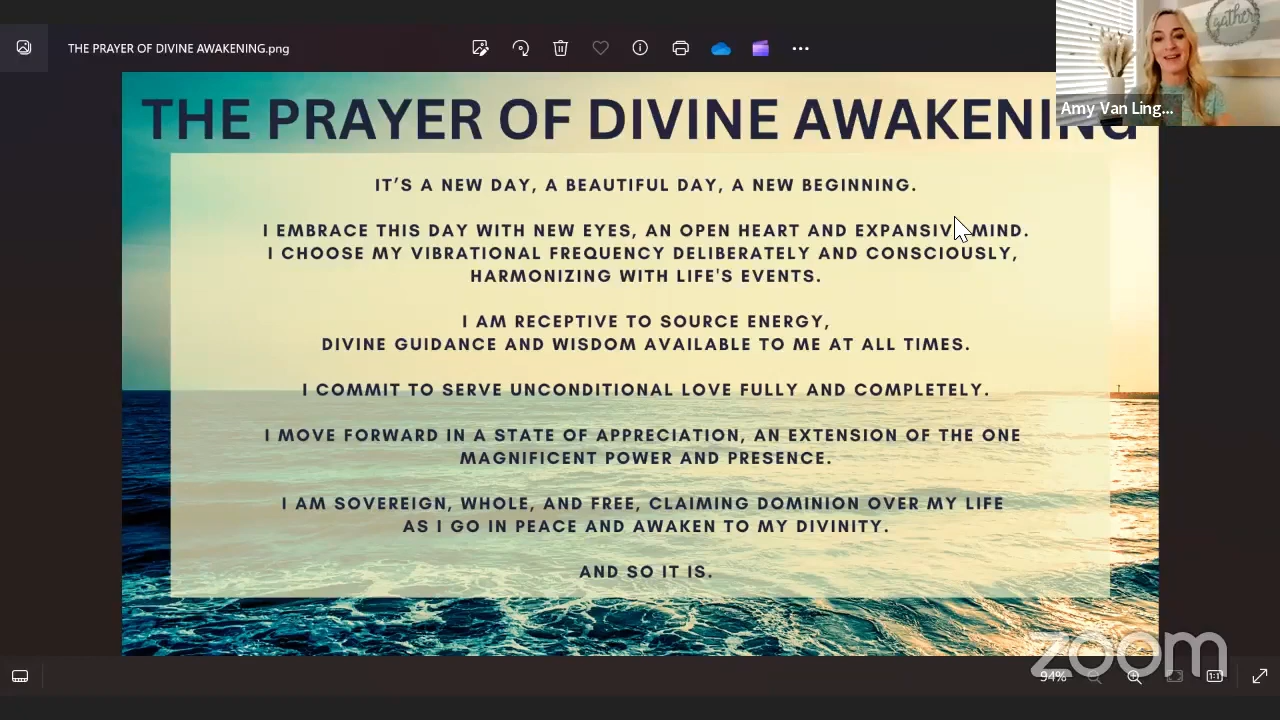 THE PRAYER OF DIVINE AWAKENING.png
gather
Amy Van Ling...
THE PRAYER OF DIVINE AWAKENING
IT'S A NEW DAY, A BEAUTIFUL DAY, A NEW BEGINNING.
I EMBRACE THIS DAY WITH NEW EYES, AN OPEN HEART AND EXPANSIVE MIND.
I CHOOSE MY VIBRATIONAL FREQUENCY DELIBERATELY AND CONSCIOUSLY,
HARMONIZING WITH LIFE'S EVENTS.
I AM RECEPTIVE TO SOURCE ENERGY,
DIVINE GUIDANCE AND WISDOM AVAILABLE TO ME AT ALL TIMES.
I COMMIT TO SERVE UNCONDITIONAL LOVE FULLY AND COMPLETELY.
I MOVE FORWARD IN A STATE OF APPRECIATION, AN EXTENSION OF THE ONE
MAGNIFICENT POWER AND PRESENCE.
I AM SOVEREIGN, WHOLE, AND FREE, CLAIMING DOMINION OVER MY LIFE
AS I GO IN PEACE AND AWAKEN TO MY DIVINITY.
AND SO IT IS.
zoom
94%
1:1